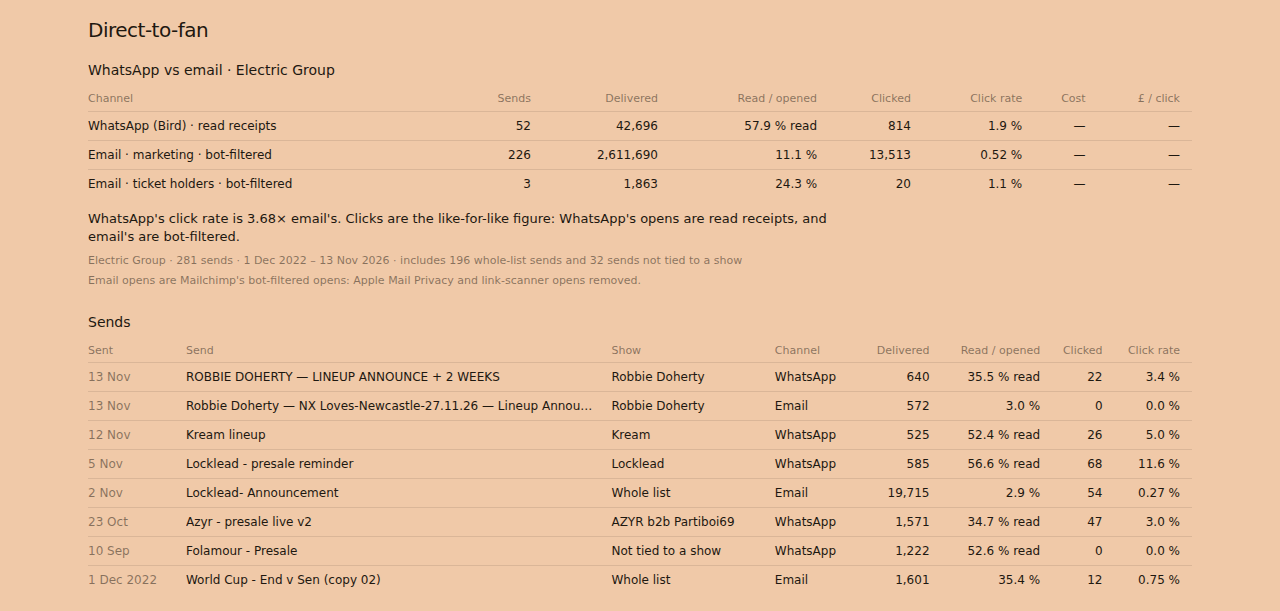 Direct-to-fan
WhatsApp vs email · Electric Group
Channel Sends Delivered Read / opened Clicked Click rate Cost £ / click
WhatsApp (Bird) · read receipts 52 42,696 57.9 % read 814 1.9 % — —
Email · marketing · bot-filtered 226 2,611,690 11.1 % 13,513 0.52 % — —
Email · ticket holders · bot-filtered 3 1,863 24.3 % 20 1.1 % — —
WhatsApp's click rate is 3.68× email's. Clicks are the like-for-like figure: WhatsApp's opens are read receipts, and
email's are bot-filtered.
Electric Group · 281 sends · 1 Dec 2022 – 13 Nov 2026 · includes 196 whole-list sends and 32 sends not tied to a show
Email opens are Mailchimp's bot-filtered opens: Apple Mail Privacy and link-scanner opens removed.
Sends
Sent Send Show Channel Delivered Read / opened Clicked Click rate
13 Nov ROBBIE DOHERTY — LINEUP ANNOUNCE + 2 WEEKS Robbie Doherty WhatsApp 640 35.5 % read 22 3.4 %
13 Nov Robbie Doherty — NX Loves-Newcastle-27.11.26 — Lineup Annou… Robbie Doherty Email 572 3.0 % 0 0.0 %
12 Nov Kream lineup Kream WhatsApp 525 52.4 % read 26 5.0 %
5 Nov Locklead - presale reminder Locklead WhatsApp 585 56.6 % read 68 11.6 %
2 Nov Locklead- Announcement Whole list Email 19,715 2.9 % 54 0.27 %
23 Oct Azyr - presale live v2 AZYR b2b Partiboi69 WhatsApp 1,571 34.7 % read 47 3.0 %
10 Sep Folamour - Presale Not tied to a show WhatsApp 1,222 52.6 % read 0 0.0 %
1 Dec 2022 World Cup - End v Sen (copy 02) Whole list Email 1,601 35.4 % 12 0.75 %